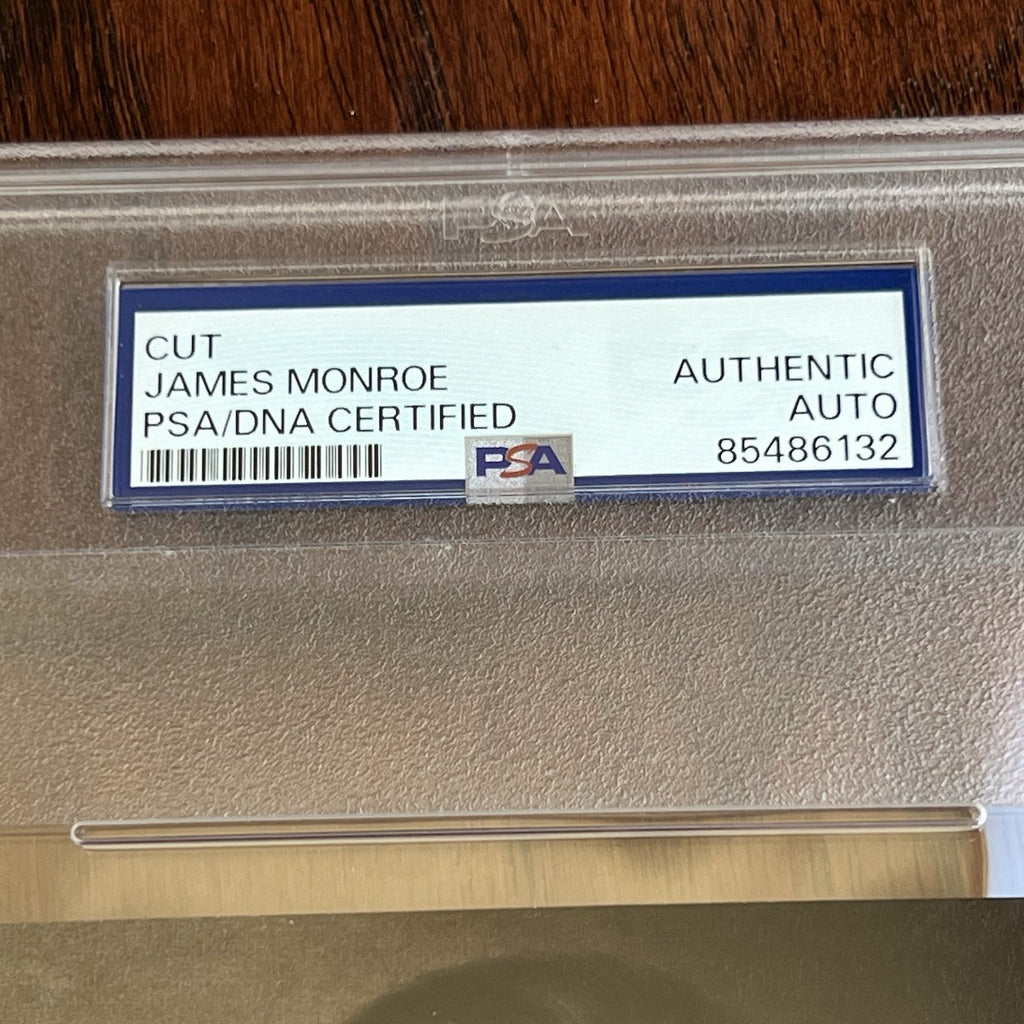 PSA
CUT
JAMES MONROE
PSA/DNA CERTIFIED
AUTHENTIC
AUTO
85486132
PSA